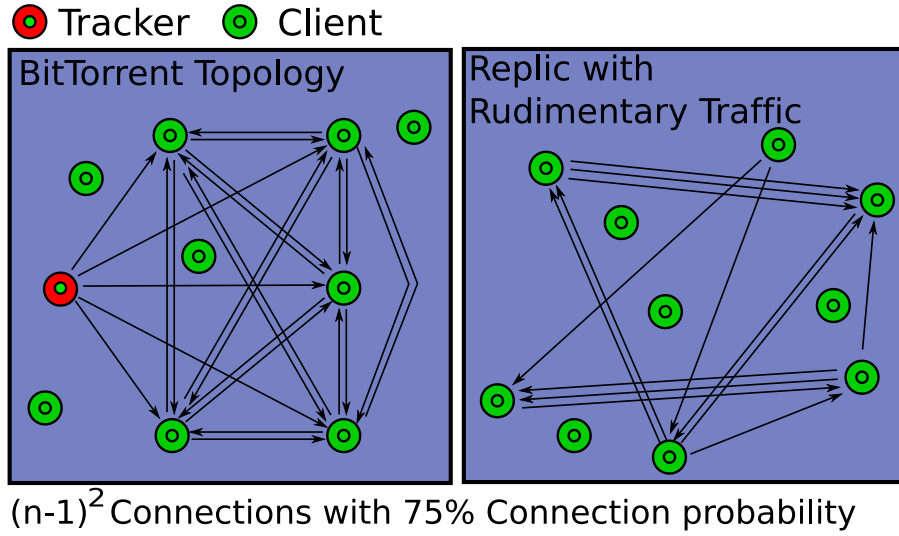 Tracker Client
BitTorrent Topology
Replic with
Rudimentary Traffic
(n-1)² Connections with 75% Connection probability